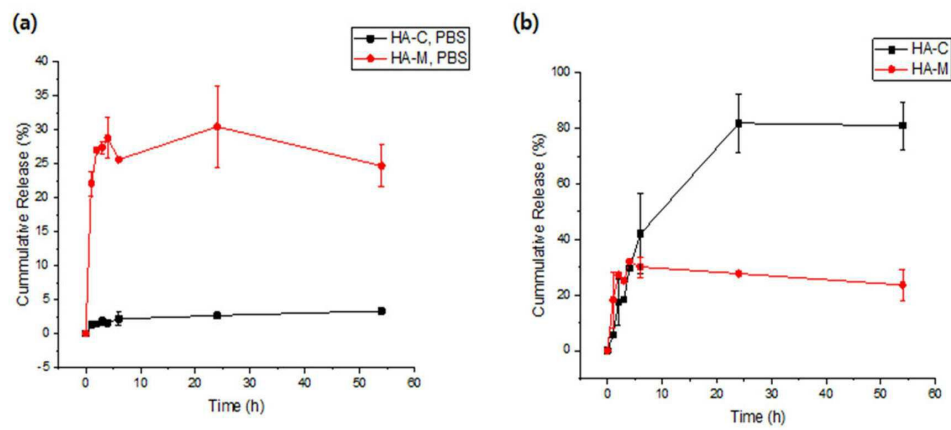 (a)
HA-C, PBS
HA-M, PBS
Cummulative Release (%)
40
35
30
25
20
15
10
5
0
-5
0 10 20 30 40 50 60
Time (h)
(b)
HA-C
HA-M
Cummulative Release (%)
100
80
60
40
20
0
0 10 20 30 40 50 60
Time (h)